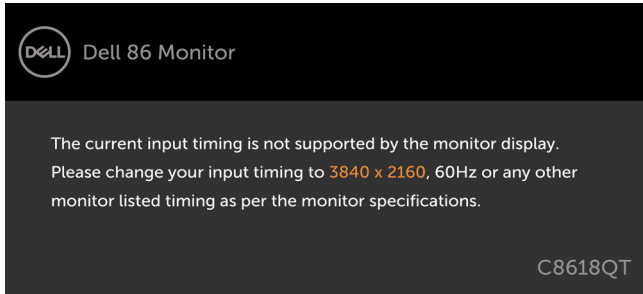 DELL
Dell 86 Monitor
The current input timing is not supported by the monitor display.
Please change your input timing to 3840 x 2160, 60Hz or any other
monitor listed timing as per the monitor specifications.
C8618QT